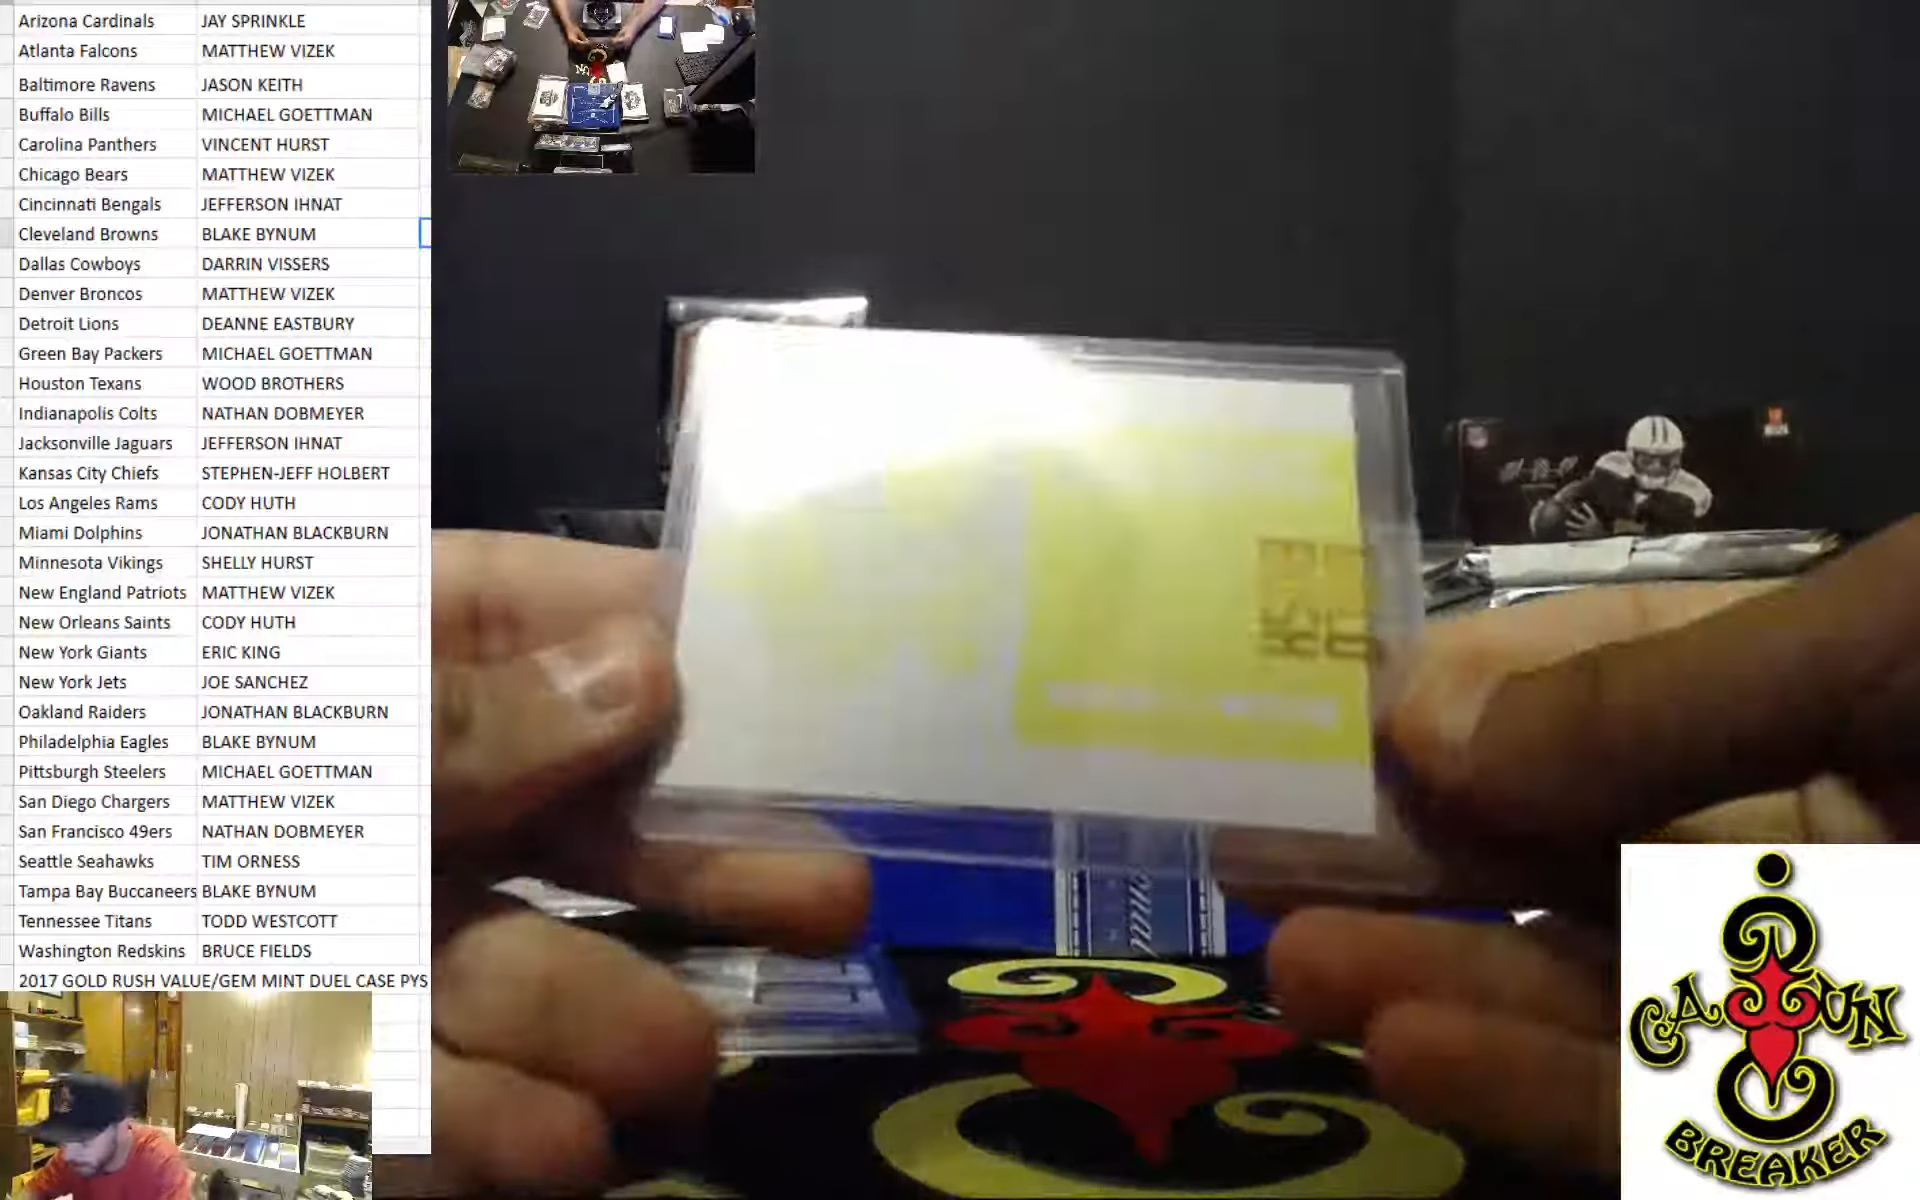 Arizona Cardinals JAY SPRINKLE
Atlanta Falcons MATTHEW VIZEK
Baltimore Ravens JASON KEITH
Buffalo Bills MICHAEL GOETTMAN
Carolina Panthers VINCENT HURST
Chicago Bears MATTHEW VIZEK
Cincinnati Bengals JEFFERSON IHNAT
Cleveland Browns BLAKE BYNUM
Dallas Cowboys DARRIN VISSERS
Denver Broncos MATTHEW VIZEK
Detroit Lions DEANNE EASTBURY
Green Bay Packers MICHAEL GOETTMAN
Houston Texans WOOD BROTHERS
Indianapolis Colts NATHAN DOBMEYER
Jacksonville Jaguars JEFFERSON IHNAT
Kansas City Chiefs STEPHEN-JEFF HOLBERT
Los Angeles Rams CODY HUTH
Miami Dolphins JONATHAN BLACKBURN
Minnesota Vikings SHELLY HURST
New England Patriots MATTHEW VIZEK
New Orleans Saints CODY HUTH
New York Giants ERIC KING
New York Jets JOE SANCHEZ
Oakland Raiders JONATHAN BLACKBURN
Philadelphia Eagles BLAKE BYNUM
Pittsburgh Steelers MICHAEL GOETTMAN
San Diego Chargers MATTHEW VIZEK
San Francisco 49ers NATHAN DOBMEYER
Seattle Seahawks TIM ORNESS
Tampa Bay Buccaneers BLAKE BYNUM
Tennessee Titans TODD WESTCOTT
Washington Redskins BRUCE FIELDS
2017 GOLD RUSH VALUE/GEM MINT DUEL CASE PYS
CAJUN
BREAKER